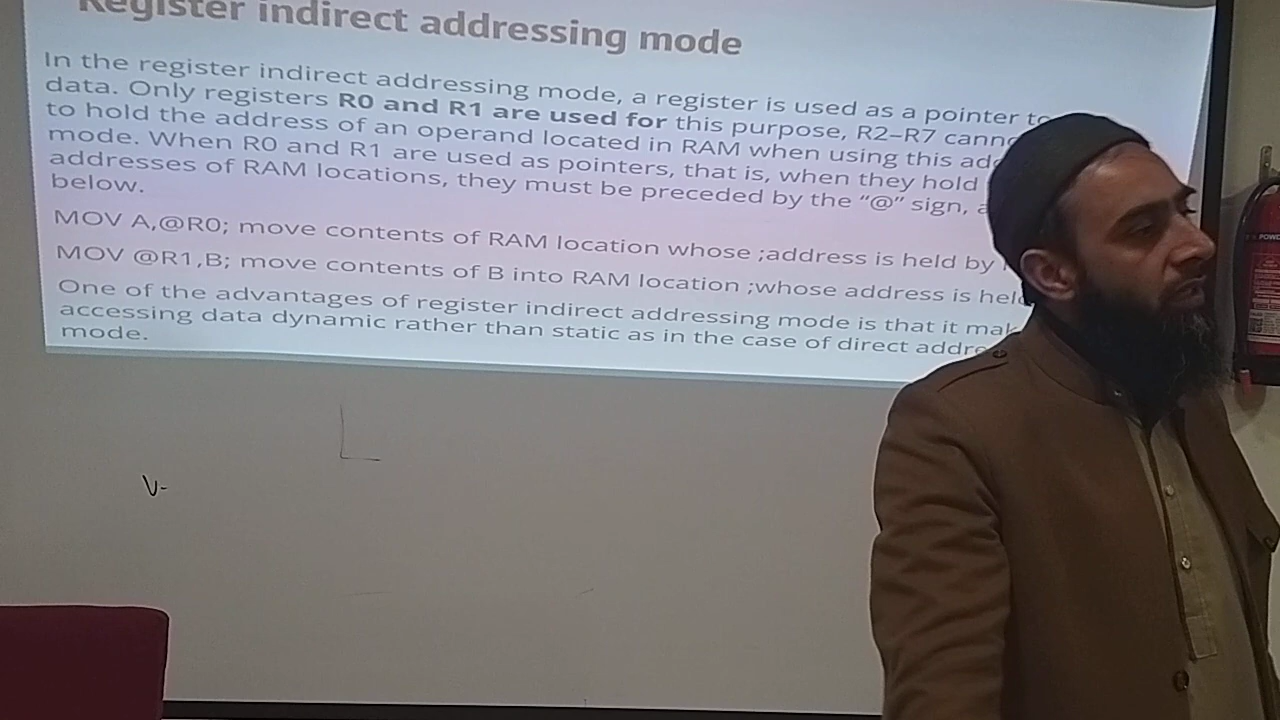 Register indirect addressing mode
In the register indirect addressing mode, a register is used as a pointer to
data. Only registers R0 and R1 are used for this purpose, R2–R7
to hold the address of an operand located in RAM when using this
mode. When R0 and R1 are used as pointers, that is, when they hold
addresses of RAM locations, they must be preceded by the “@” sign,
below.
MOV A,@R0; move contents of RAM location whose ;address is held by
MOV @R1,B; move contents of B into RAM location ;whose address is
One of the advantages of register indirect addressing mode is that it
accessing data dynamic rather than static as in the case of direct
mode.
V-